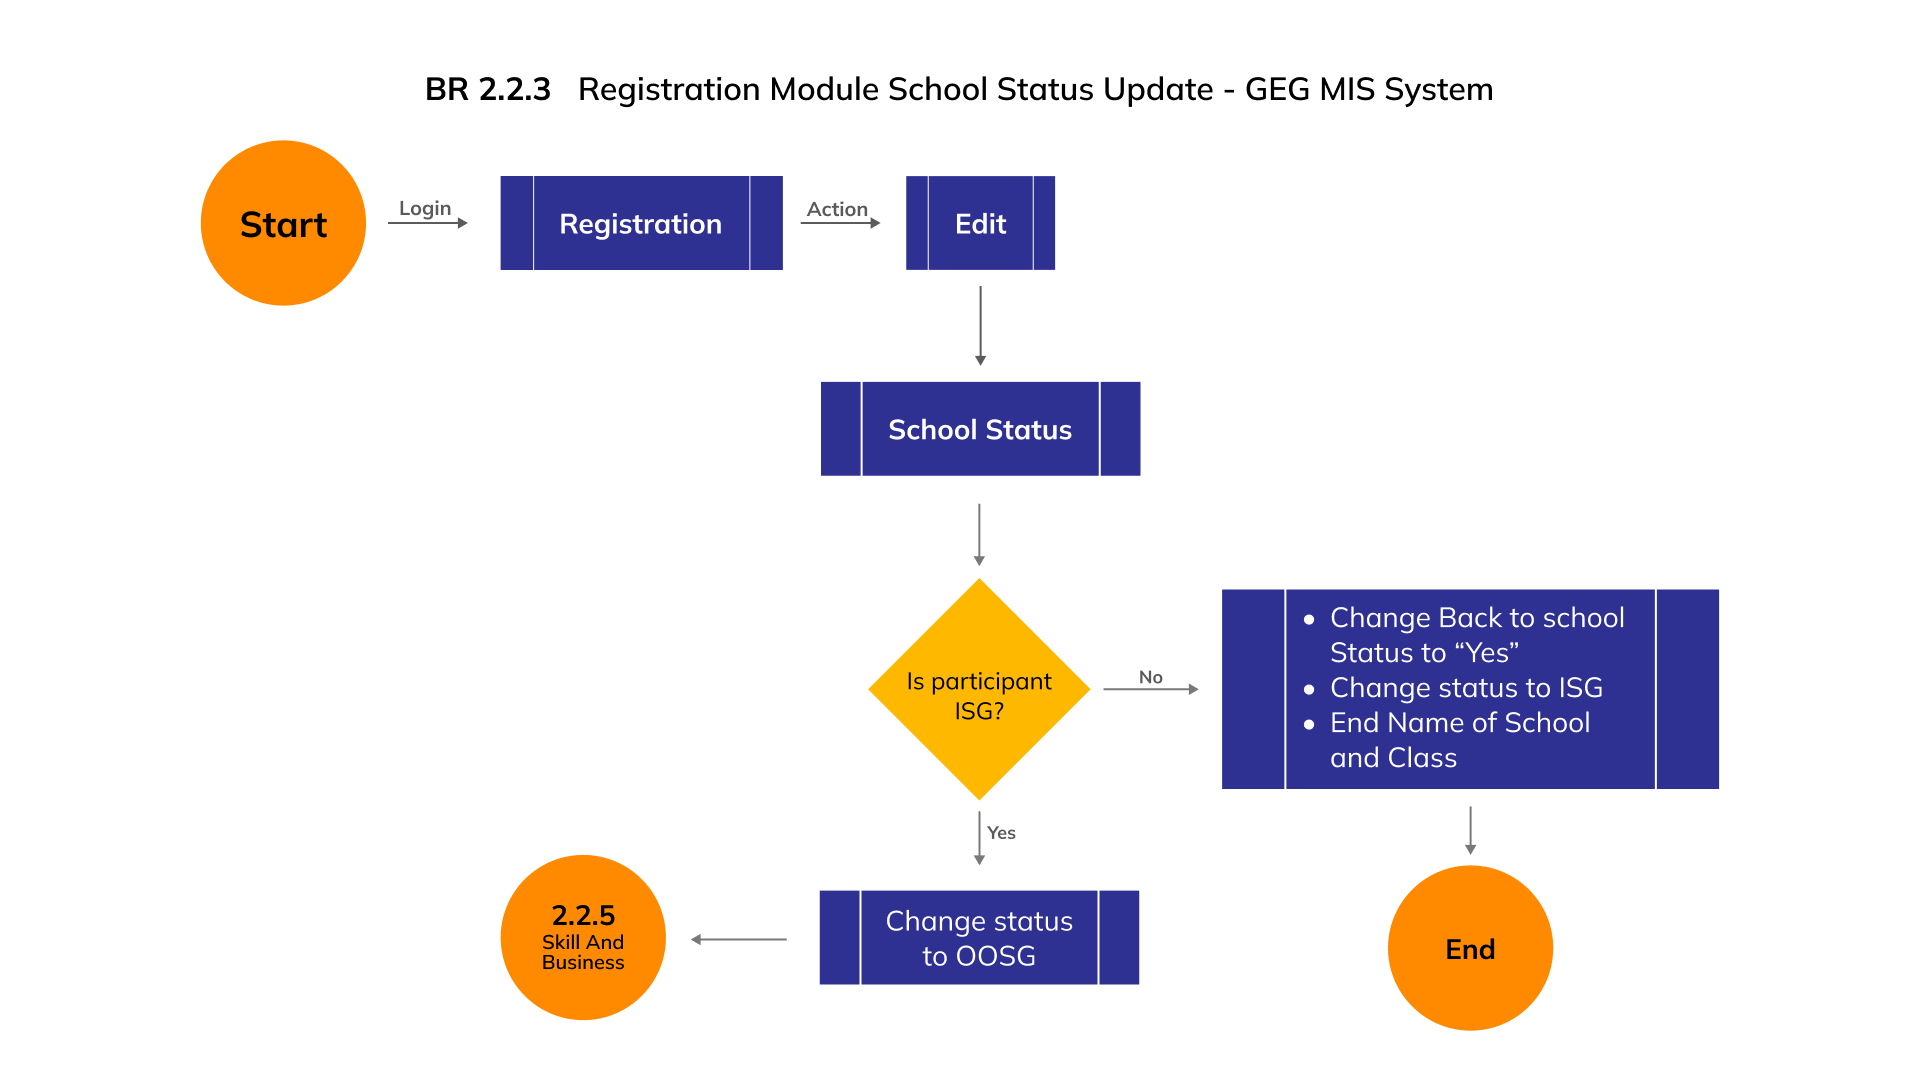 BR 2.2.3 Registration Module School Status Update - GEG MIS System
Start
Login
Registration
Action
Edit
School Status
Is participant
ISG?
No
• Change Back to school
Status to “Yes”
• Change status to ISG
• End Name of School
and Class
Yes
Change status
to OOSG
2.2.5
Skill And
Business
End